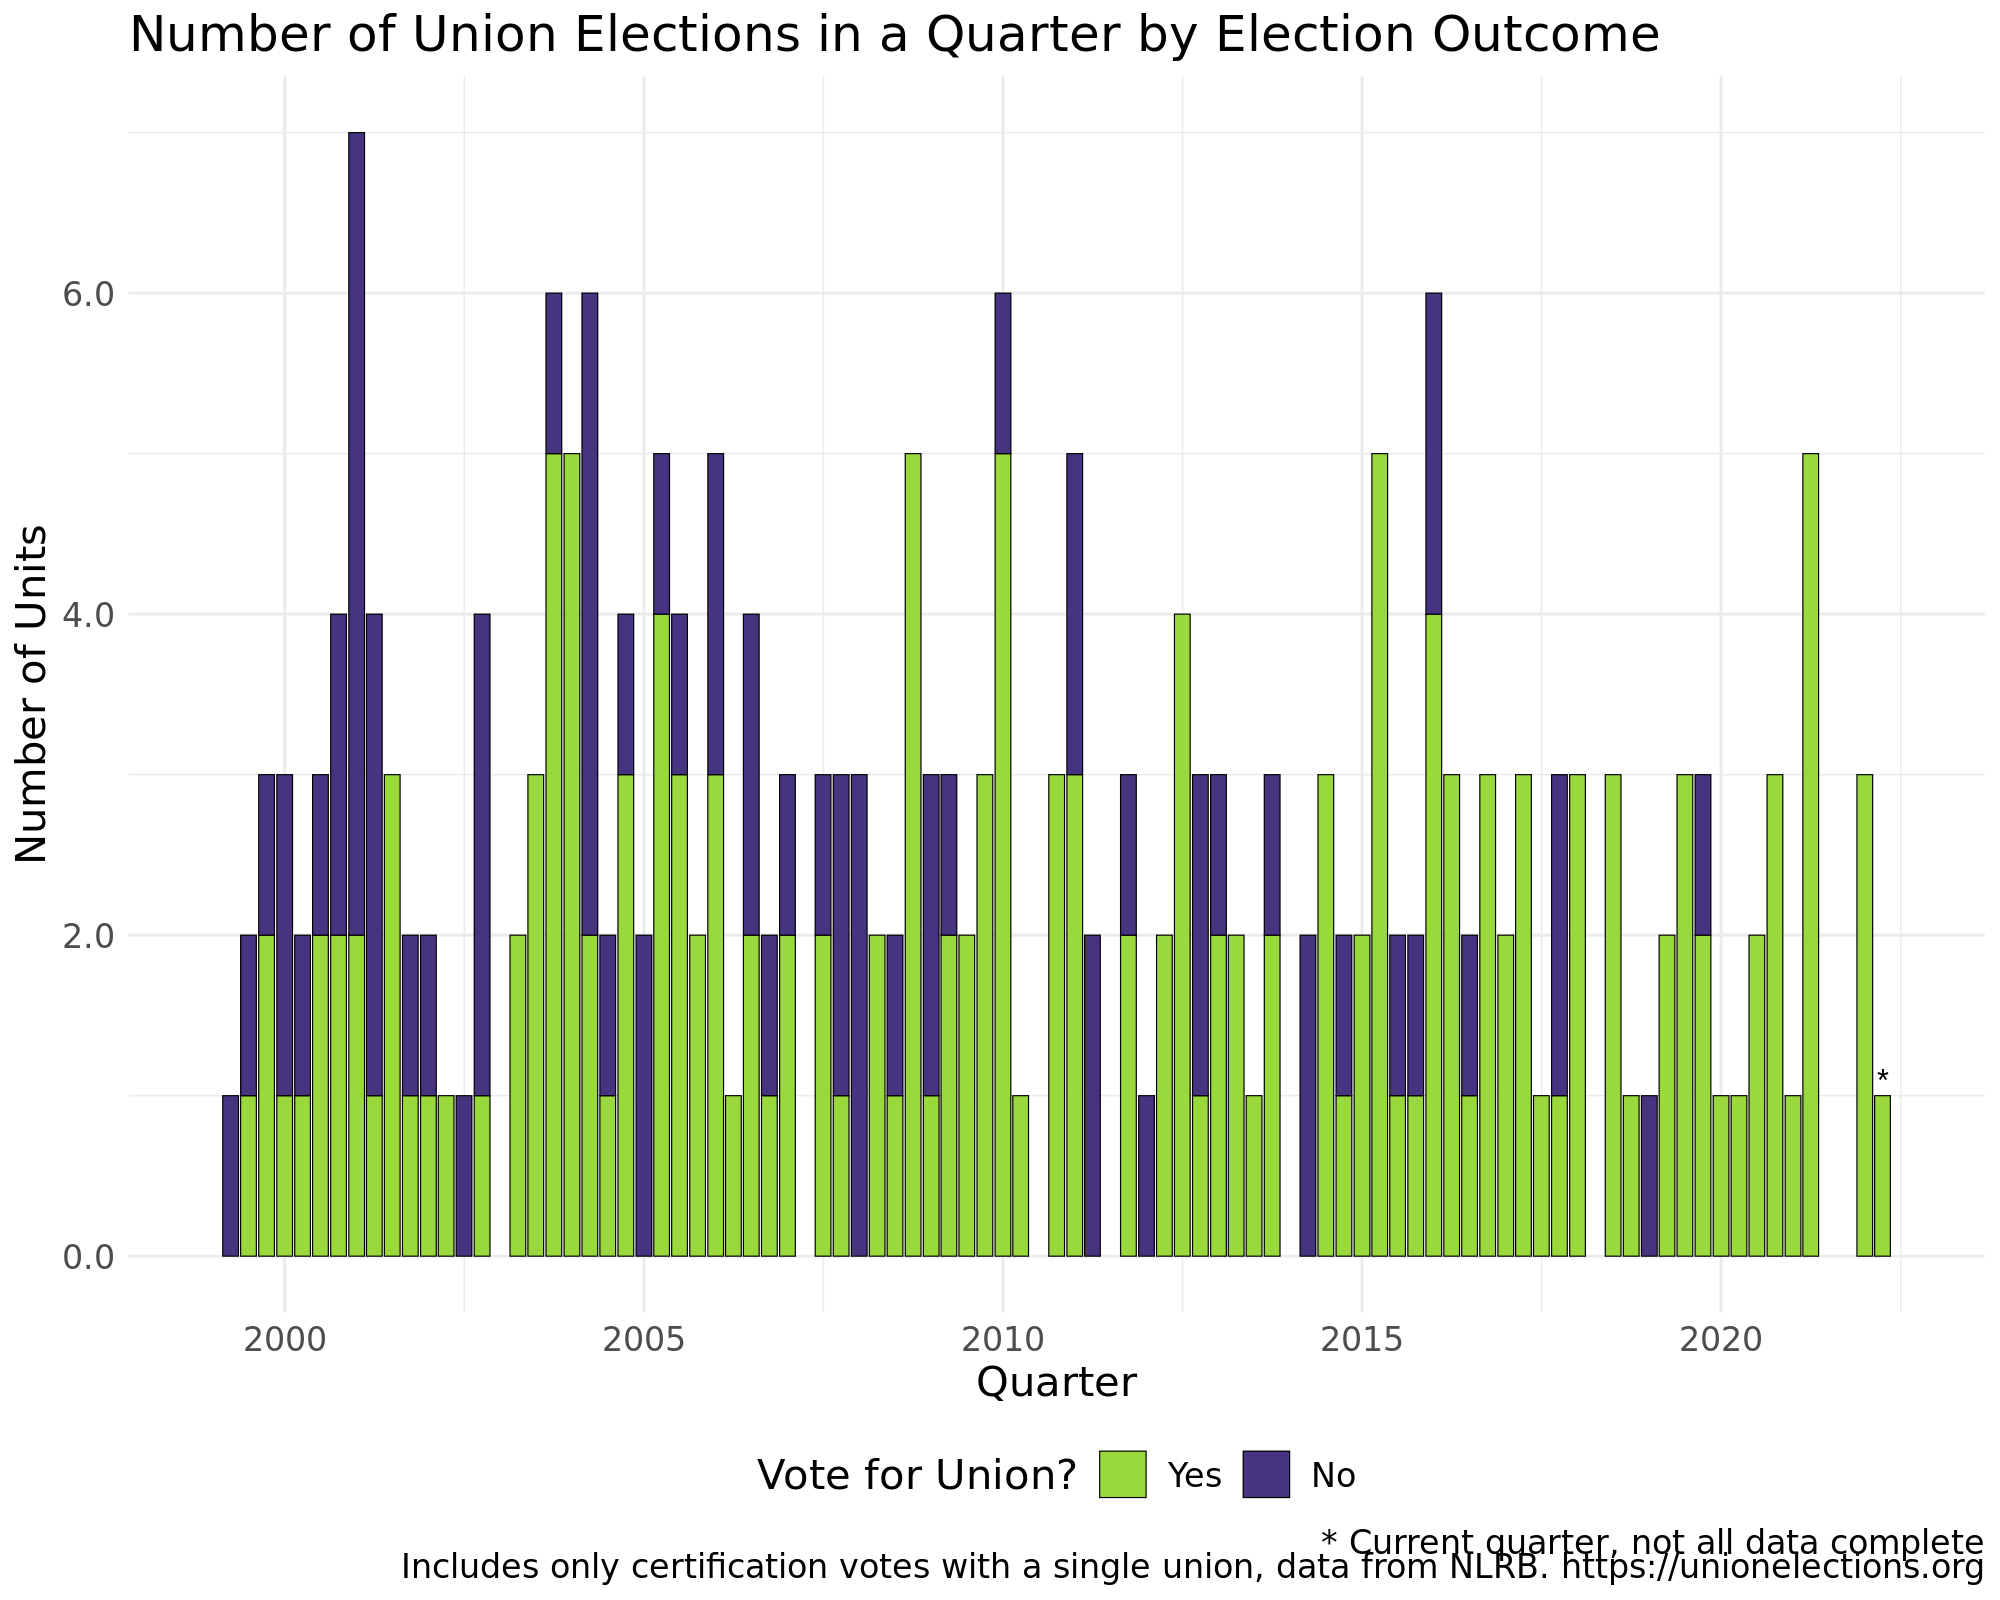 Number of Union Elections in a Quarter by Election Outcome
Number of Units
6.0
4.0
2.0
0.0
*
2000 2005 2010 2015 2020
Quarter
Vote for Union? Yes No
* Current quarter, not all data complete
Includes only certification votes with a single union, data from NLRB. https://unionelections.org